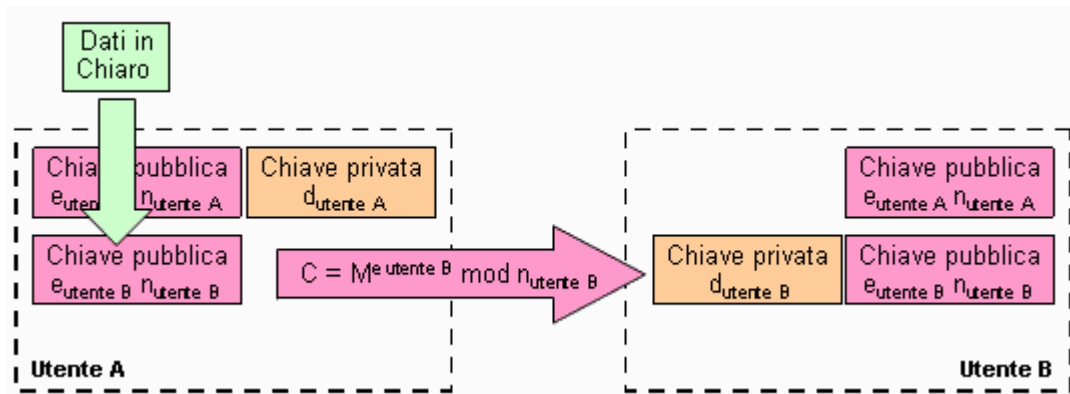 Dati in
Chiaro
Chiave pubblica
e utente n utente A
Chiave privata
d utente A
Chiave pubblica
e utente B n utente B
C = M^e utente B mod n utente B
Utente A
Chiave pubblica
e utente A n utente A
Chiave privata
d utente B
Chiave pubblica
e utente B n utente B
Utente B